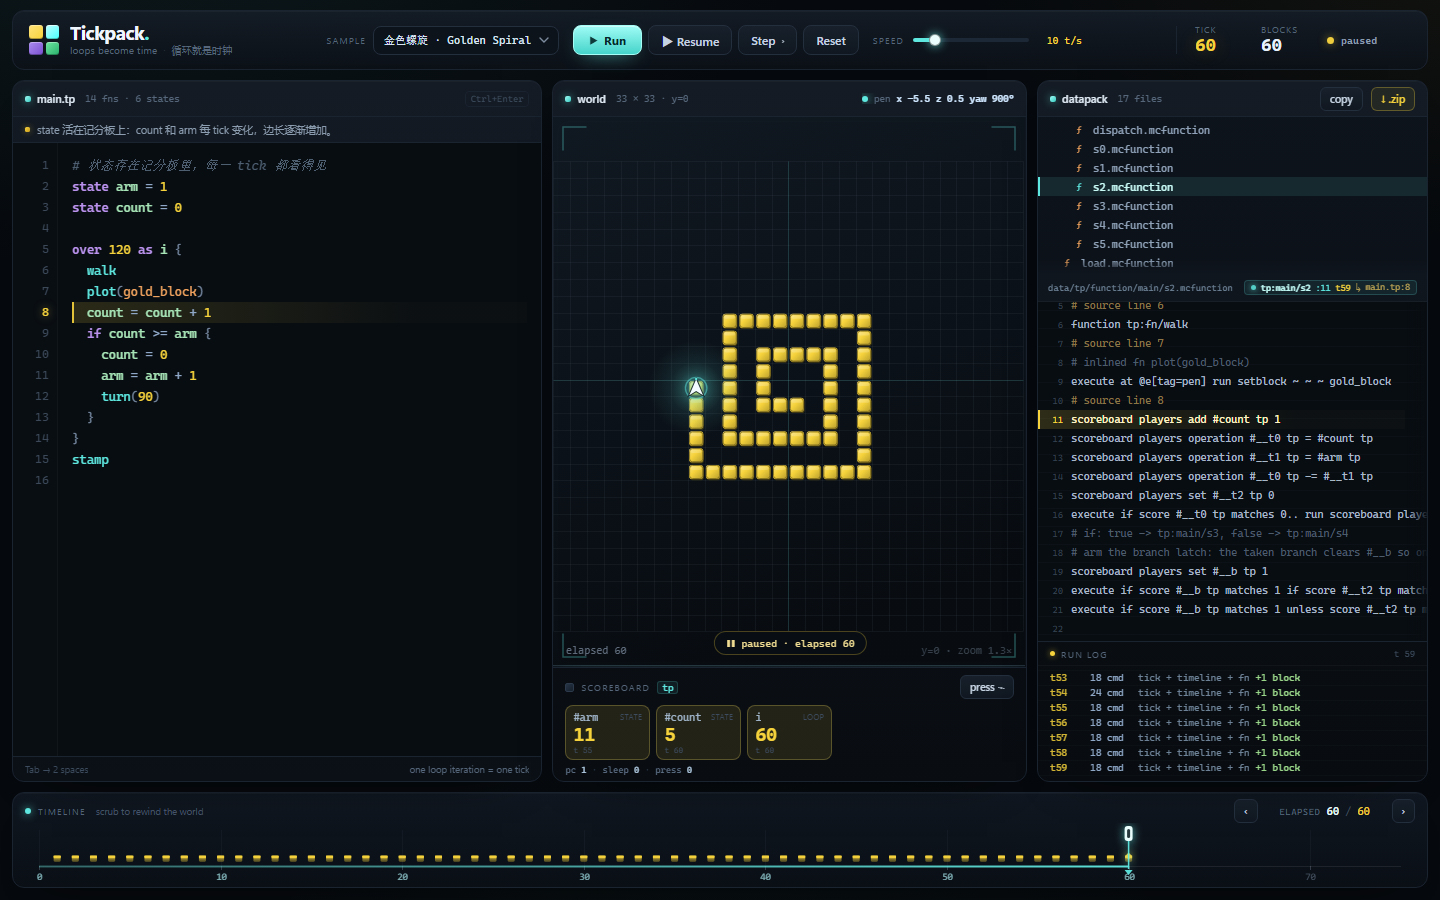 Tickpack.
loops become time · 循环就是时钟
SAMPLE 金色螺旋 · Golden Spiral
Run
Resume
Step ›
Reset
SPEED 10 t/s
TICK
60
BLOCKS
60
paused
main.tp 14 fns · 6 states Ctrl+Enter
state 活在记分板上：count 和 arm 每 tick 变化，边长逐渐增加。
1 # 状态存在记分板里，每一 tick 都看得见
2 state arm = 1
3 state count = 0
4
5 over 120 as i {
6 walk
7 plot(gold_block)
8 count = count + 1
9 if count >= arm {
10 count = 0
11 arm = arm + 1
12 turn(90)
13 }
14 }
15 stamp
16
Tab → 2 spaces one loop iteration = one tick
world 33 × 33 · y=0 pen x −5.5 z 0.5 yaw 900°
elapsed 60
paused · elapsed 60
y=0 · zoom 1.3×
SCOREBOARD tp press ~
#arm STATE
11
t 55
#count STATE
5
t 60
i LOOP
60
t 60
pc 1 · sleep 0 · press 0
datapack 17 files copy ↓ .zip
f dispatch.mcfunction
f s0.mcfunction
f s1.mcfunction
f s2.mcfunction
f s3.mcfunction
f s4.mcfunction
f s5.mcfunction
f load.mcfunction
data/tp/function/main/s2.mcfunction tp:main/s2 :11 t59 ↳ main.tp:8
5 # source line 6
6 function tp:fn/walk
7 # source line 7
8 # inlined fn plot(gold_block)
9 execute at @e[tag=pen] run setblock ~ ~ ~ gold_block
10 # source line 8
11 scoreboard players add #count tp 1
12 scoreboard players operation #__t0 tp = #count tp
13 scoreboard players operation #__t1 tp = #arm tp
14 scoreboard players operation #__t0 tp -= #__t1 tp
15 scoreboard players set #__t2 tp 0
16 execute if score #__t0 tp matches 0.. run scoreboard playe
17 # if: true -> tp:main/s3, false -> tp:main/s4
18 # arm the branch latch: the taken branch clears #__b so on
19 scoreboard players set #__b tp 1
20 execute if score #__b tp matches 1 if score #__t2 tp match
21 execute if score #__b tp matches 1 unless score #__t2 tp m
22
RUN LOG t 59
t53 18 cmd tick + timeline + fn +1 block
t54 24 cmd tick + timeline + fn +1 block
t55 18 cmd tick + timeline + fn +1 block
t56 18 cmd tick + timeline + fn +1 block
t57 18 cmd tick + timeline + fn +1 block
t58 18 cmd tick + timeline + fn +1 block
t59 18 cmd tick + timeline + fn +1 block
TIMELINE scrub to rewind the world ‹ ELAPSED 60 / 60 ›
0 10 20 30 40 50 60 70